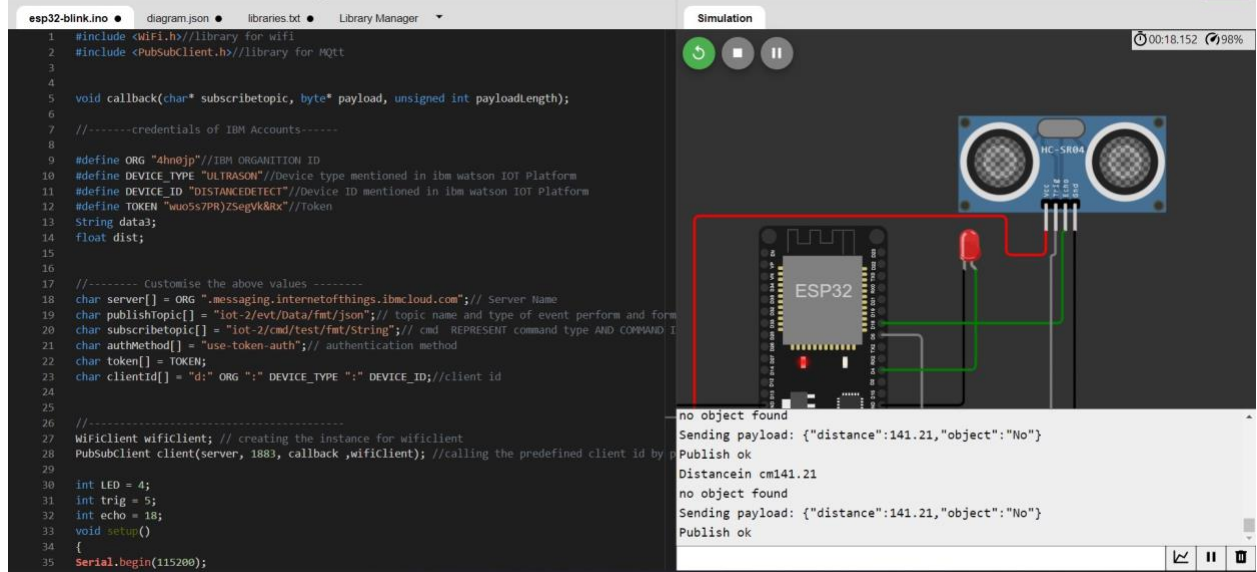 esp32-blink.ino ● diagram.json ● libraries.txt ● Library Manager ▼
1 #include <WiFi.h>//library for wifi
2 #include <PubSubClient.h>//library for MQtt
3
4
5 void callback(char* subscribetopic, byte* payload, unsigned int payloadLength);
6
7 //-------credentials of IBM Accounts------
8
9 #define ORG "4hn0jp"//IBM ORGANITION ID
10 #define DEVICE_TYPE "ULTRASON"//Device type mentioned in ibm watson IOT Platform
11 #define DEVICE_ID "DISTANCEDETECT"//Device ID mentioned in ibm watson IOT Platform
12 #define TOKEN "wuo5s7PR)ZSegVk&Rx"//Token
13 String data3;
14 float dist;
15
16
17 //-------- Customise the above values --------
18 char server[] = ORG ".messaging.internetofthings.ibmcloud.com";// Server Name
19 char publishTopic[] = "iot-2/evt/Data/fmt/json";// topic name and type of event perform and form
20 char subscribetopic[] = "iot-2/cmd/test/fmt/String";// cmd REPRESENT command type AND COMMAND I
21 char authMethod[] = "use-token-auth";// authentication method
22 char token[] = TOKEN;
23 char clientId[] = "d:" ORG ":" DEVICE_TYPE ":" DEVICE_ID;//client id
24
25
26 //-----------------------------------------
27 WiFiClient wifiClient; // creating the instance for wificlient
28 PubSubClient client(server, 1883, callback ,wifiClient); //calling the predefined client id by p
29
30 int LED = 4;
31 int trig = 5;
32 int echo = 18;
33 void setup()
34 {
35 Serial.begin(115200);
Simulation
00:18.152 98%
HC-SR04
Vcc
Trig
Echo
Gnd
ESP32
no object found
Sending payload: {"distance":141.21,"object":"No"}
Publish ok
Distancein cm141.21
no object found
Sending payload: {"distance":141.21,"object":"No"}
Publish ok